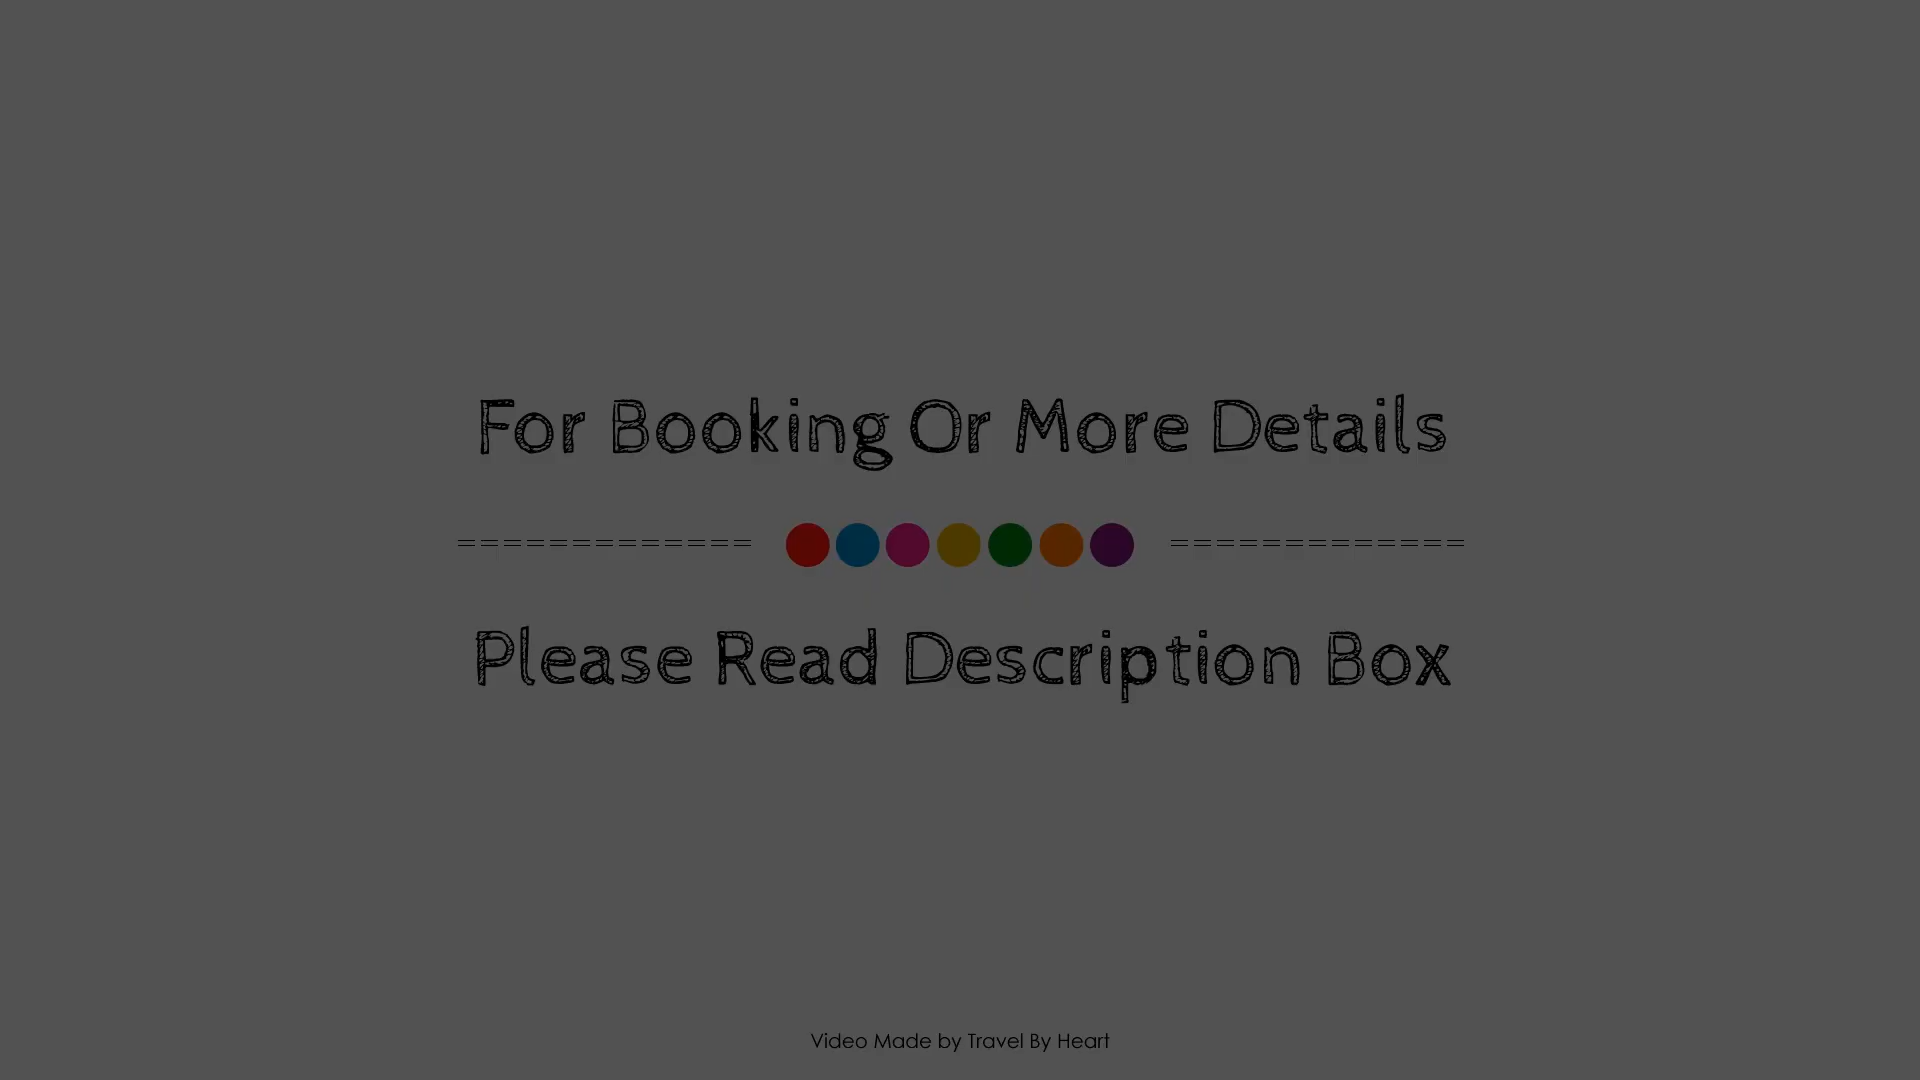 For Booking Or More Details
============= =============
Please Read Description Box
Video Made by Travel By Heart